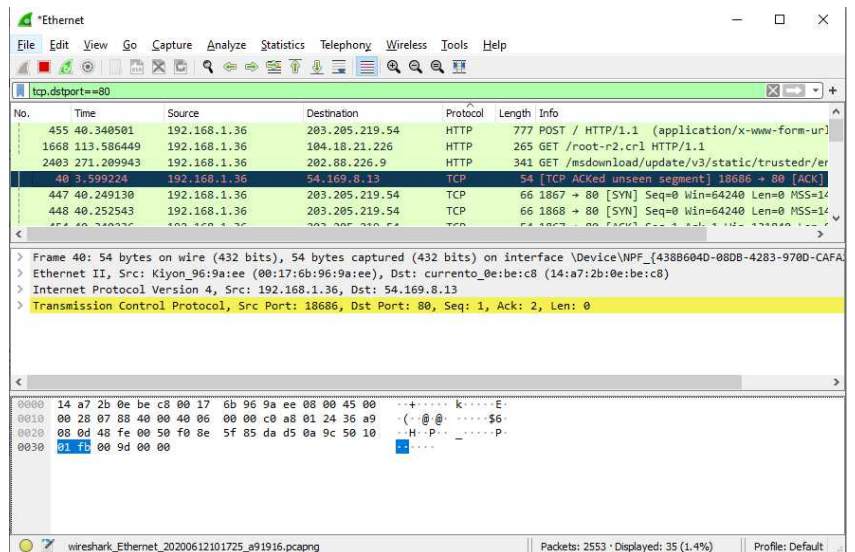 *Ethernet
File Edit View Go Capture Analyze Statistics Telephony Wireless Tools Help
tcp.dstport==80
No. Time Source Destination Protocol Length Info
455 40.340501 192.168.1.36 203.205.219.54 HTTP 777 POST / HTTP/1.1 (application/x-www-form-url
1668 113.586449 192.168.1.36 104.18.21.226 HTTP 265 GET /root-r2.crl HTTP/1.1
2403 271.209943 192.168.1.36 202.88.226.9 HTTP 341 GET /msdownload/update/v3/static/trustedr/en
40 3.599224 192.168.1.36 54.169.8.13 TCP 54 [TCP ACKed unseen segment] 18686 → 80 [ACK]
447 40.249130 192.168.1.36 203.205.219.54 TCP 66 1867 → 80 [SYN] Seq=0 Win=64240 Len=0 MSS=14
448 40.252543 192.168.1.36 203.205.219.54 TCP 66 1868 → 80 [SYN] Seq=0 Win=64240 Len=0 MSS=14
Frame 40: 54 bytes on wire (432 bits), 54 bytes captured (432 bits) on interface \Device\NPF_{438B604D-08DB-4283-970D-CAFA
Ethernet II, Src: Kiyon_96:9a:ee (00:17:6b:96:9a:ee), Dst: currento_0e:be:c8 (14:a7:2b:0e:be:c8)
Internet Protocol Version 4, Src: 192.168.1.36, Dst: 54.169.8.13
Transmission Control Protocol, Src Port: 18686, Dst Port: 80, Seq: 1, Ack: 2, Len: 0
0000 14 a7 2b 0e be c8 00 17 6b 96 9a ee 08 00 45 00 ··+····· k·····E·
0010 00 28 07 88 40 00 40 06 00 00 c0 a8 01 24 36 a9 ·(··@·@· ·····$6·
0020 08 0d 48 fe 00 50 f0 8e 5f 85 da d5 0a 9c 50 10 ··H··P·· _·····P·
0030 01 fb 00 9d 00 00 ······
wireshark_Ethernet_20200612101725_a91916.pcapng Packets: 2553 · Displayed: 35 (1.4%) Profile: Default